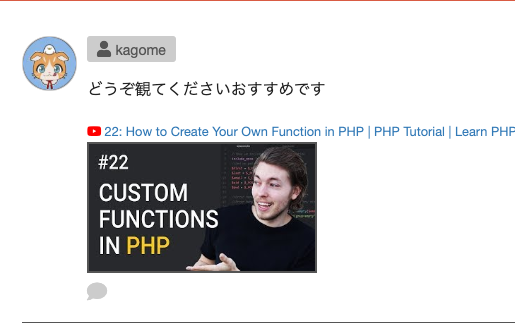 kagome
どうぞ観てくださいおすすめです
22: How to Create Your Own Function in PHP | PHP Tutorial | Learn PHP
#22
CUSTOM
FUNCTIONS
IN PHP